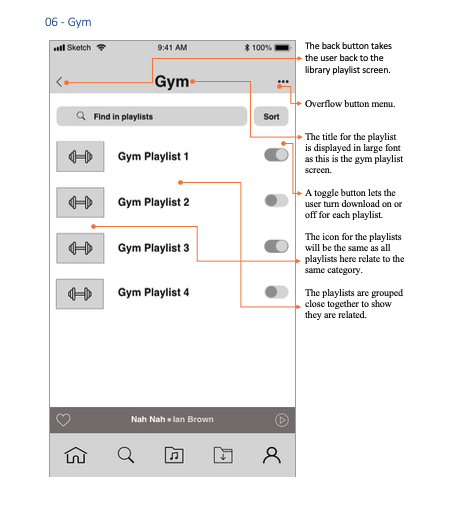 06 - Gym
Sketch 9:41 AM 100%
Gym
Find in playlists
Sort
Gym Playlist 1
Gym Playlist 2
Gym Playlist 3
Gym Playlist 4
Nah Nah • Ian Brown
The back button takes
the user back to the
library playlist screen.
Overflow button menu.
The title for the playlist
is displayed in large font
as this is the gym playlist
screen.
A toggle button lets the
user turn download on or
off for each playlist.
The icon for the playlists
will be the same as all
playlists here relate to the
same category.
The playlists are grouped
close together to show
they are related.